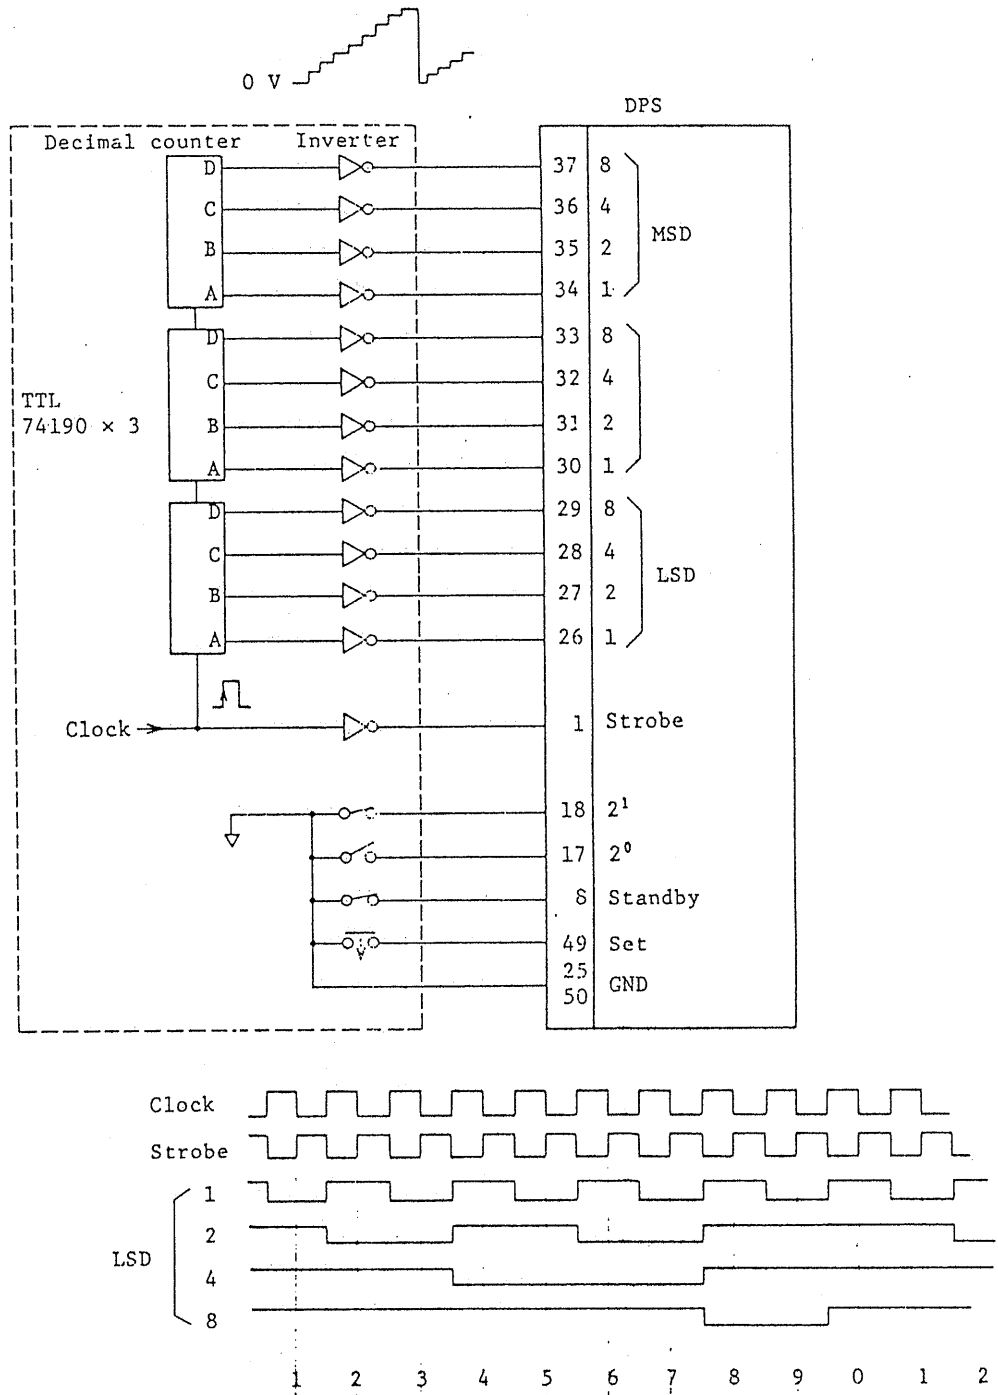 0 V
DPS
Decimal counter Inverter
D 37 8
C 36 4
MSD
B 35 2
A 34 1
D 33 8
C 32 4
TTL
74190 × 3
B 31 2
A 30 1
D 29 8
C 28 4
LSD
B 27 2
A 26 1
Clock 1 Strobe
18 2¹
17 2⁰
8 Standby
49 Set
25
50 GND
Clock
Strobe
1
2
LSD
4
8
1 2 3 4 5 6 7 8 9 0 1 2